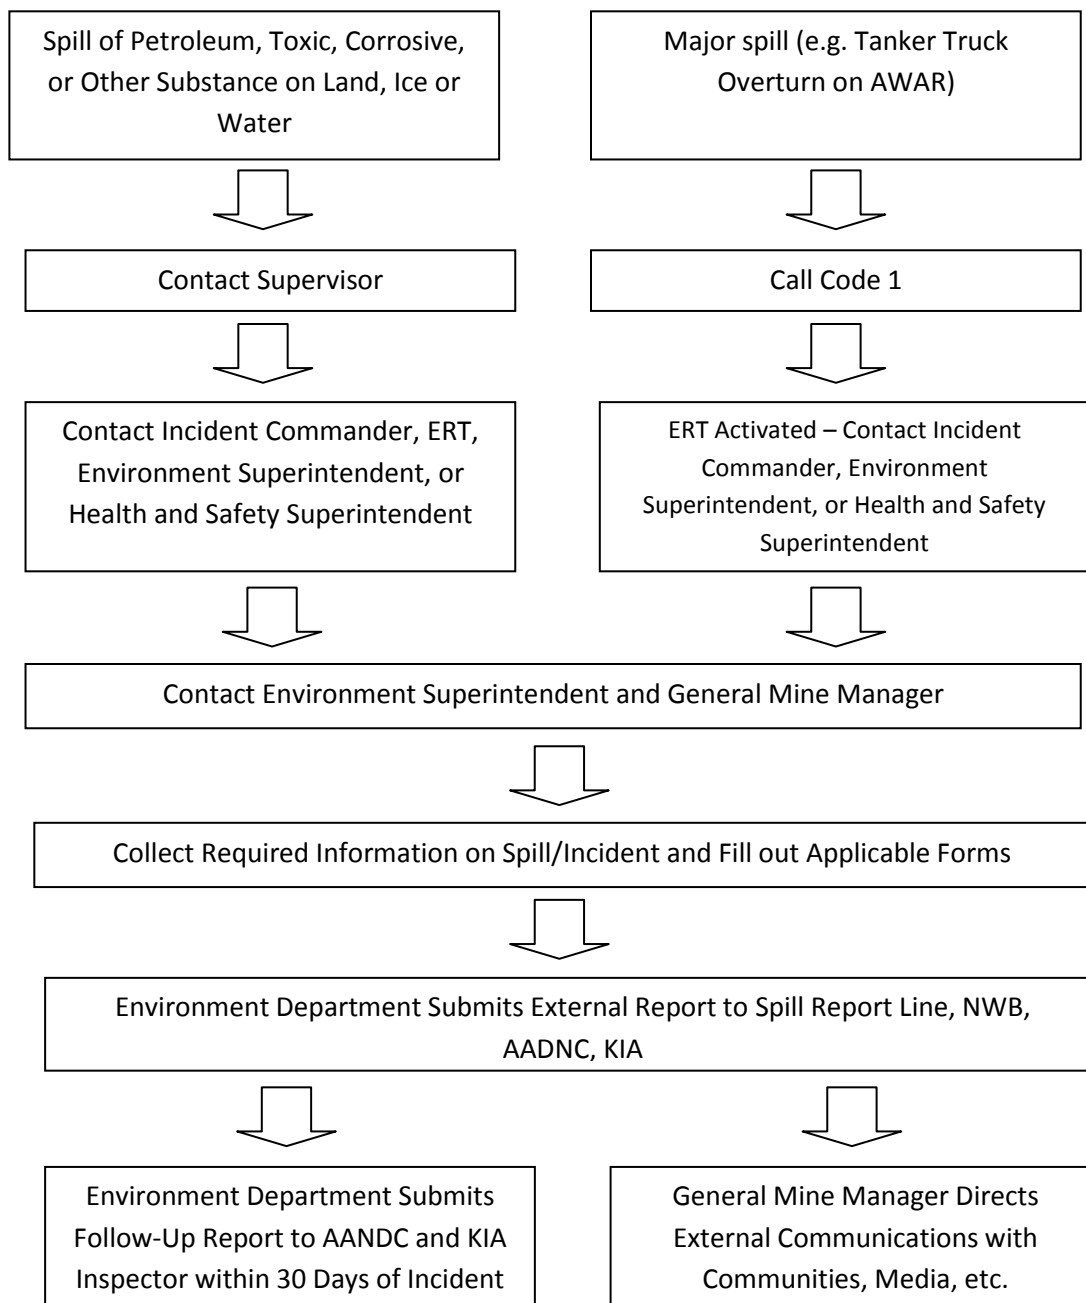 Spill of Petroleum, Toxic, Corrosive,
or Other Substance on Land, Ice or
Water
Major spill (e.g. Tanker Truck
Overturn on AWAR)
Contact Supervisor
Call Code 1
Contact Incident Commander, ERT,
Environment Superintendent, or
Health and Safety Superintendent
ERT Activated – Contact Incident
Commander, Environment
Superintendent, or Health and Safety
Superintendent
Contact Environment Superintendent and General Mine Manager
Collect Required Information on Spill/Incident and Fill out Applicable Forms
Environment Department Submits External Report to Spill Report Line, NWB,
AADNC, KIA
Environment Department Submits
Follow-Up Report to AANDC and KIA
Inspector within 30 Days of Incident
General Mine Manager Directs
External Communications with
Communities, Media, etc.